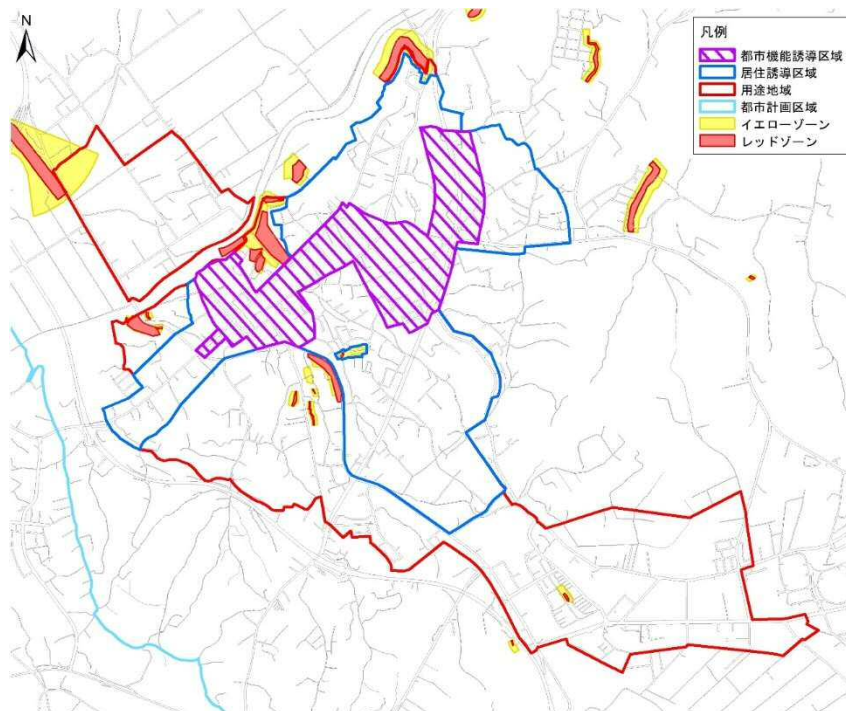 N
凡例
都市機能誘導区域
居住誘導区域
用途地域
都市計画区域
イエローゾーン
レッドゾーン